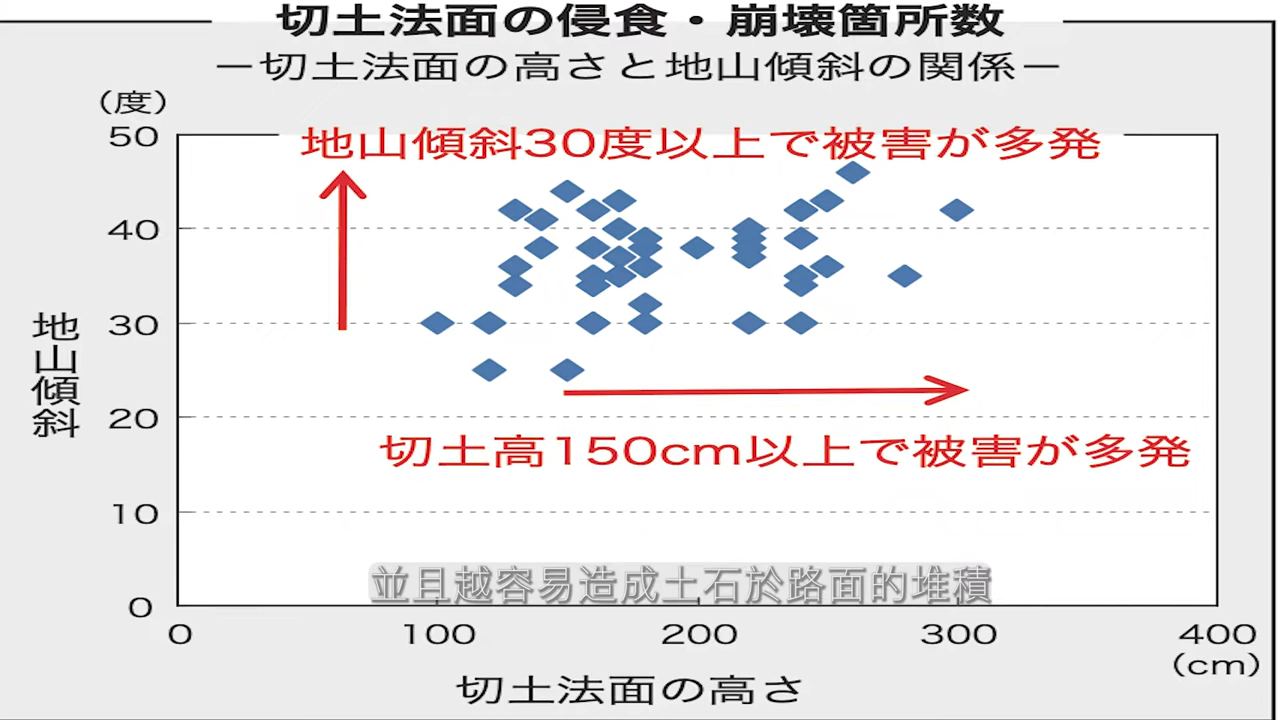 切土法面の侵食・崩壊箇所数
―切土法面の高さと地山傾斜の関係―
(度)
50
地山傾斜30度以上で被害が多発
40
30
地山傾斜
20
切土高150cm以上で被害が多発
10
並且越容易造成土石於路面的堆積
0
0 100 200 300 400
(cm)
切土法面の高さ